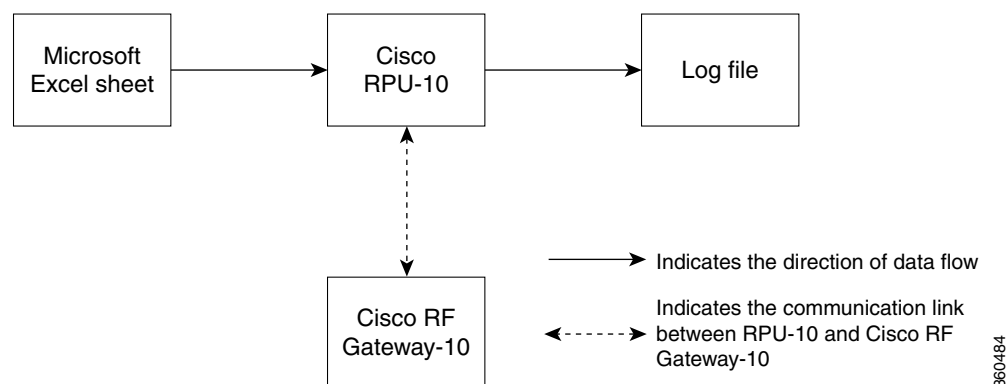 Microsoft
Excel sheet
Cisco
RPU-10
Log file
Cisco RF
Gateway-10
Indicates the direction of data flow
Indicates the communication link
between RPU-10 and Cisco RF
Gateway-10
360484